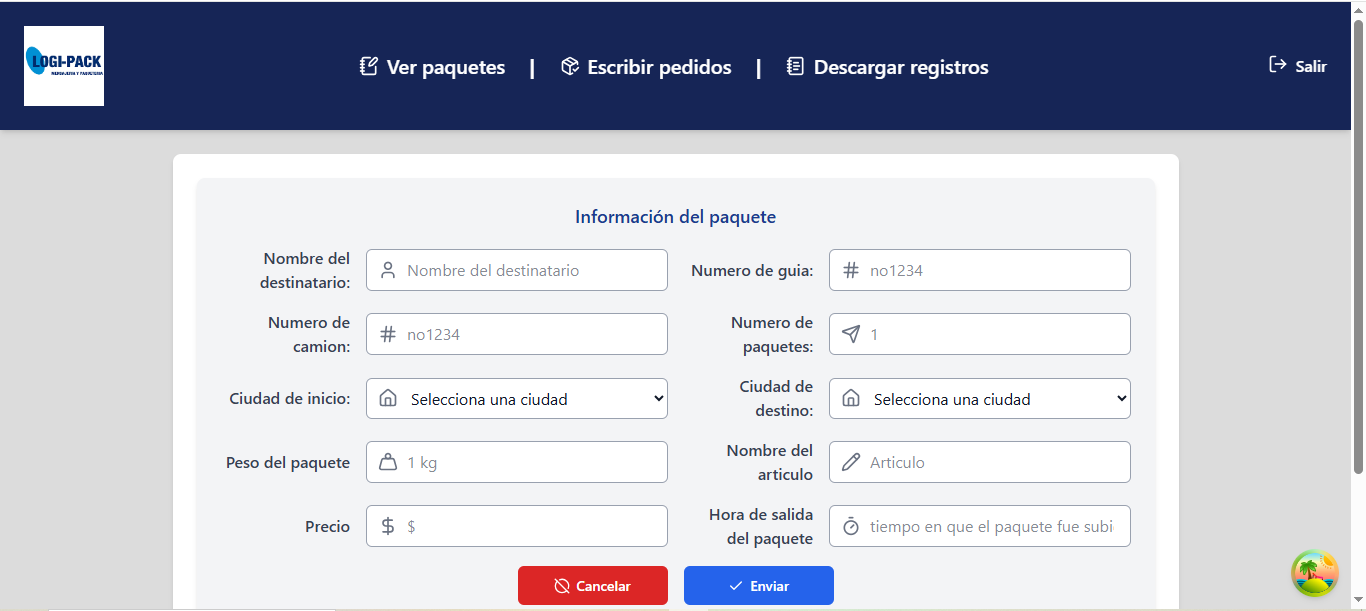 LOGI-PACK
MENSAJERIA Y PAQUETERIA
Ver paquetes | Escribir pedidos | Descargar registros
Salir
Información del paquete
Nombre del
destinatario:
Nombre del destinatario
Numero de guia:
no1234
Numero de
camion:
no1234
Numero de
paquetes:
1
Ciudad de inicio:
Selecciona una ciudad
Ciudad de
destino:
Selecciona una ciudad
Peso del paquete
1 kg
Nombre del
articulo
Articulo
Precio
$
Hora de salida
del paquete
tiempo en que el paquete fue subi
Cancelar
Enviar